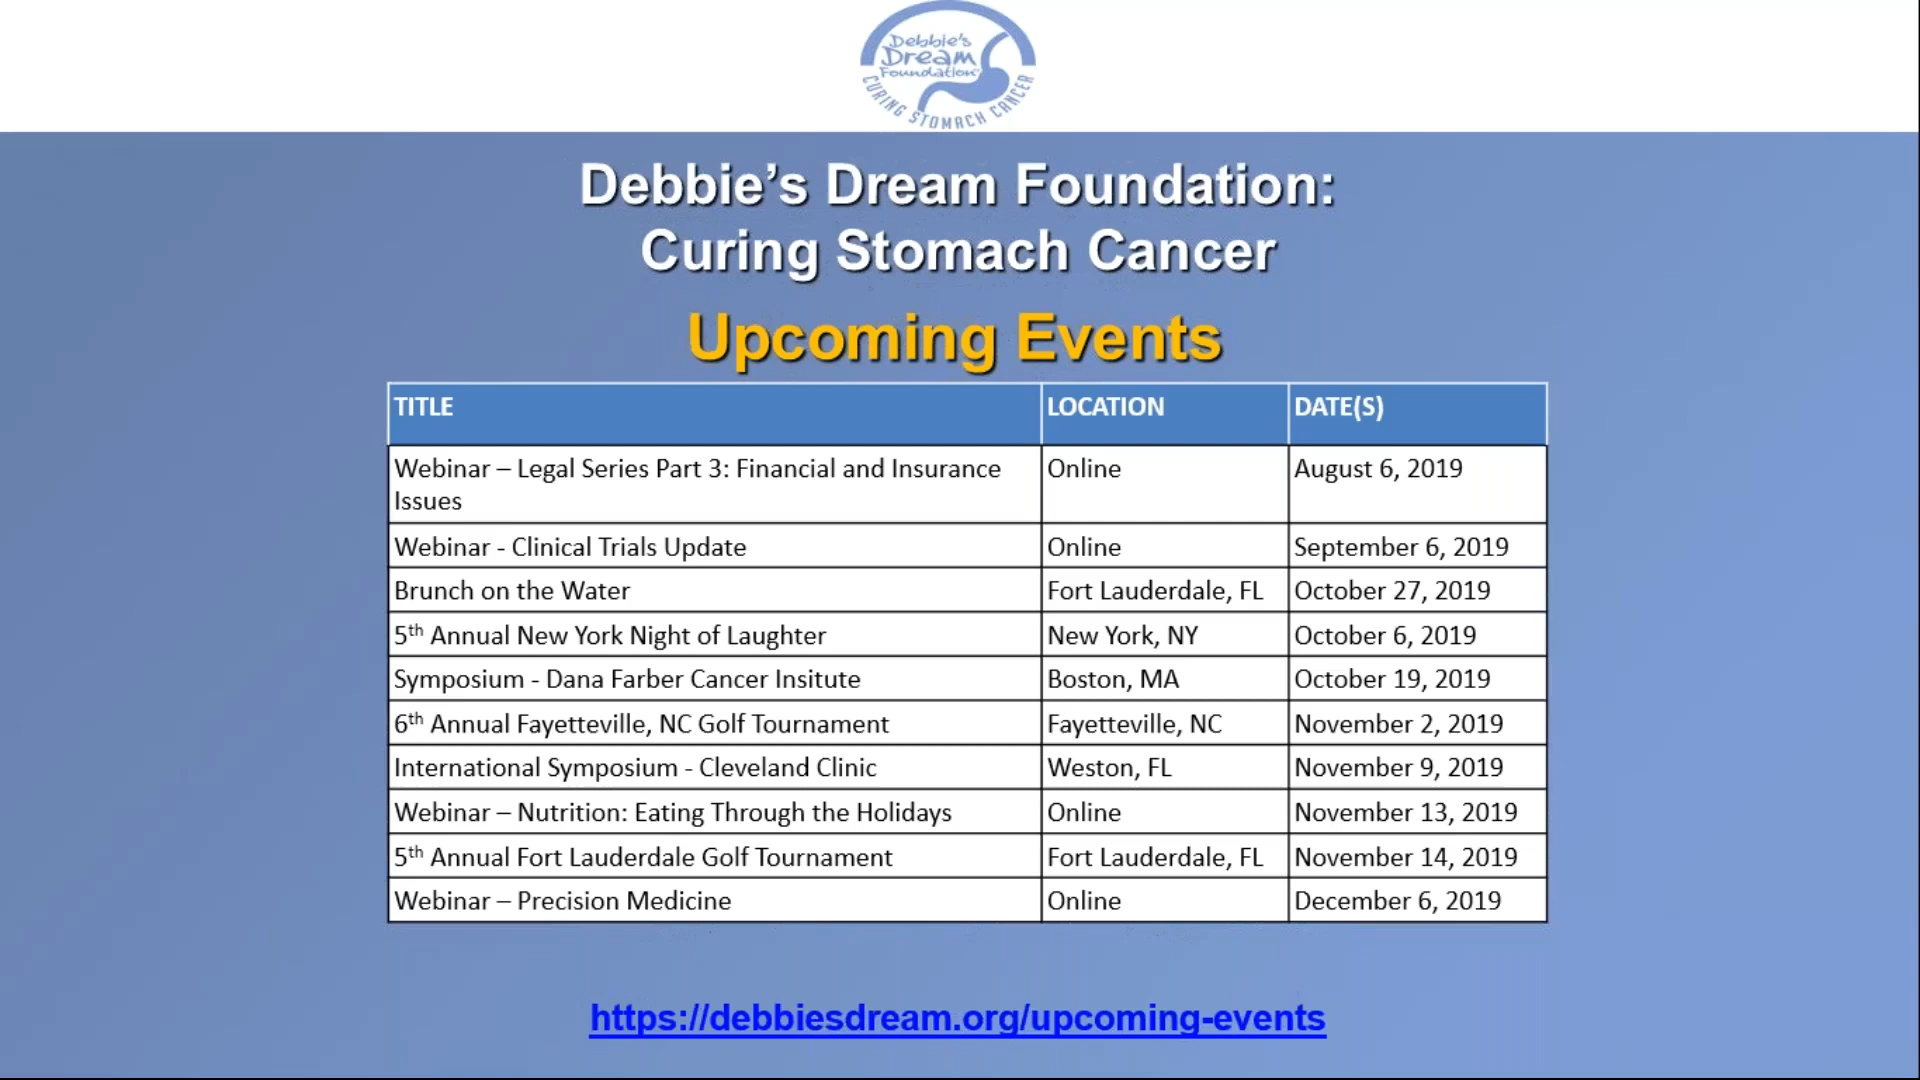 Debbie's
Dream
Foundation
CURING STOMACH CANCER
Debbie’s Dream Foundation:
Curing Stomach Cancer
Upcoming Events
TITLE LOCATION DATE(S)
Webinar – Legal Series Part 3: Financial and Insurance Online August 6, 2019
Issues
Webinar - Clinical Trials Update Online September 6, 2019
Brunch on the Water Fort Lauderdale, FL October 27, 2019
5th Annual New York Night of Laughter New York, NY October 6, 2019
Symposium - Dana Farber Cancer Insitute Boston, MA October 19, 2019
6th Annual Fayetteville, NC Golf Tournament Fayetteville, NC November 2, 2019
International Symposium - Cleveland Clinic Weston, FL November 9, 2019
Webinar – Nutrition: Eating Through the Holidays Online November 13, 2019
5th Annual Fort Lauderdale Golf Tournament Fort Lauderdale, FL November 14, 2019
Webinar – Precision Medicine Online December 6, 2019
https://debbiesdream.org/upcoming-events